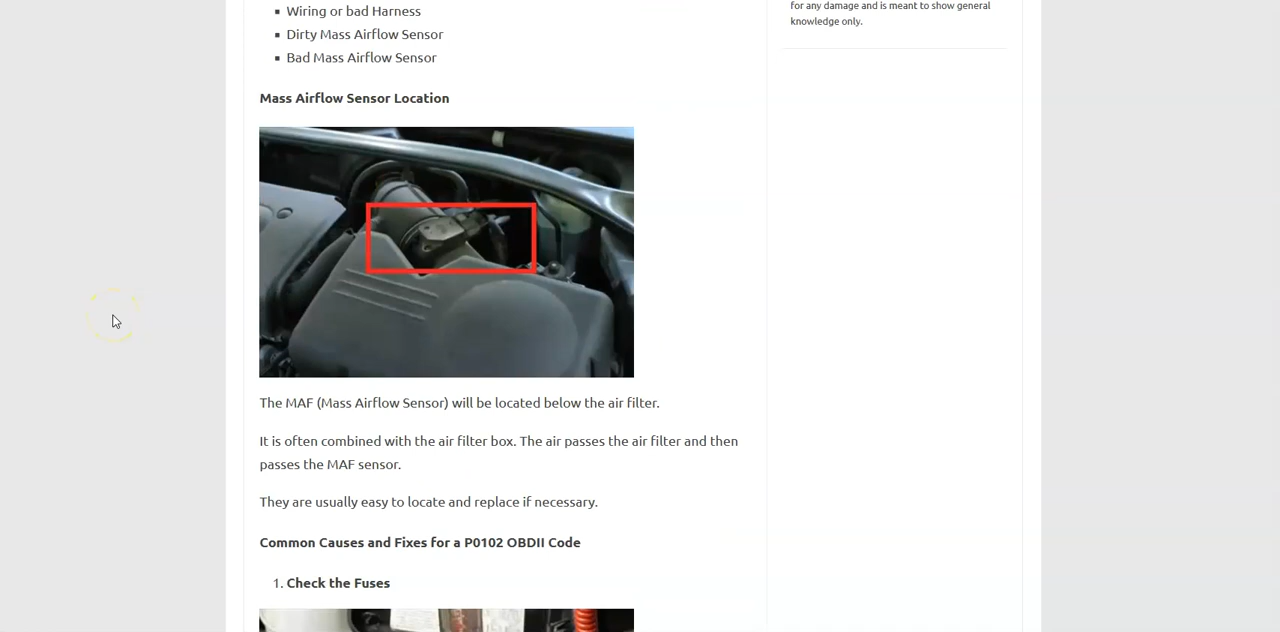 Wiring or bad Harness
Dirty Mass Airflow Sensor
Bad Mass Airflow Sensor
Mass Airflow Sensor Location
The MAF (Mass Airflow Sensor) will be located below the air filter.
It is often combined with the air filter box. The air passes the air filter and then
passes the MAF sensor.
They are usually easy to locate and replace if necessary.
Common Causes and Fixes for a P0102 OBDII Code
1. Check the Fuses
for any damage and is meant to show general
knowledge only.